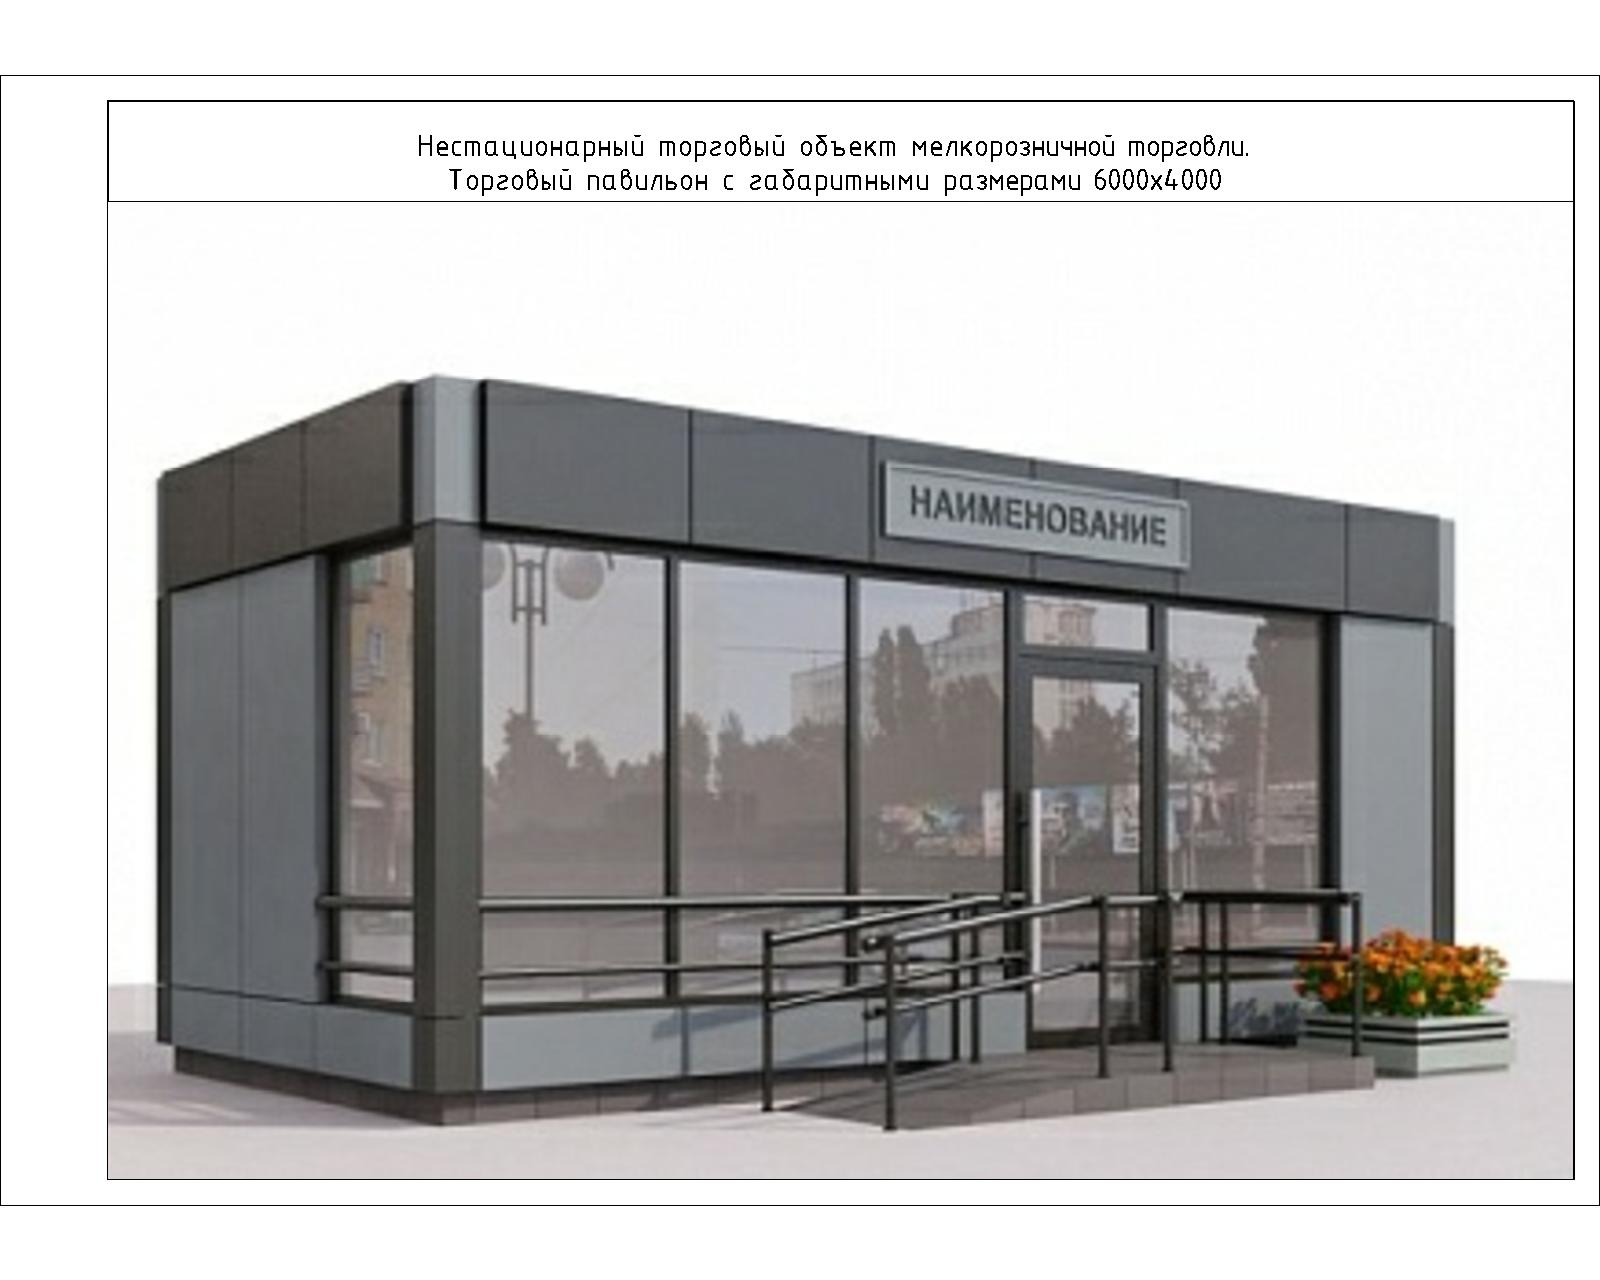 Нестационарный торговый объект мелкорозничной торговли.
Торговый павильон с габаритными размерами 6000х4000
НАИМЕНОВАНИЕ